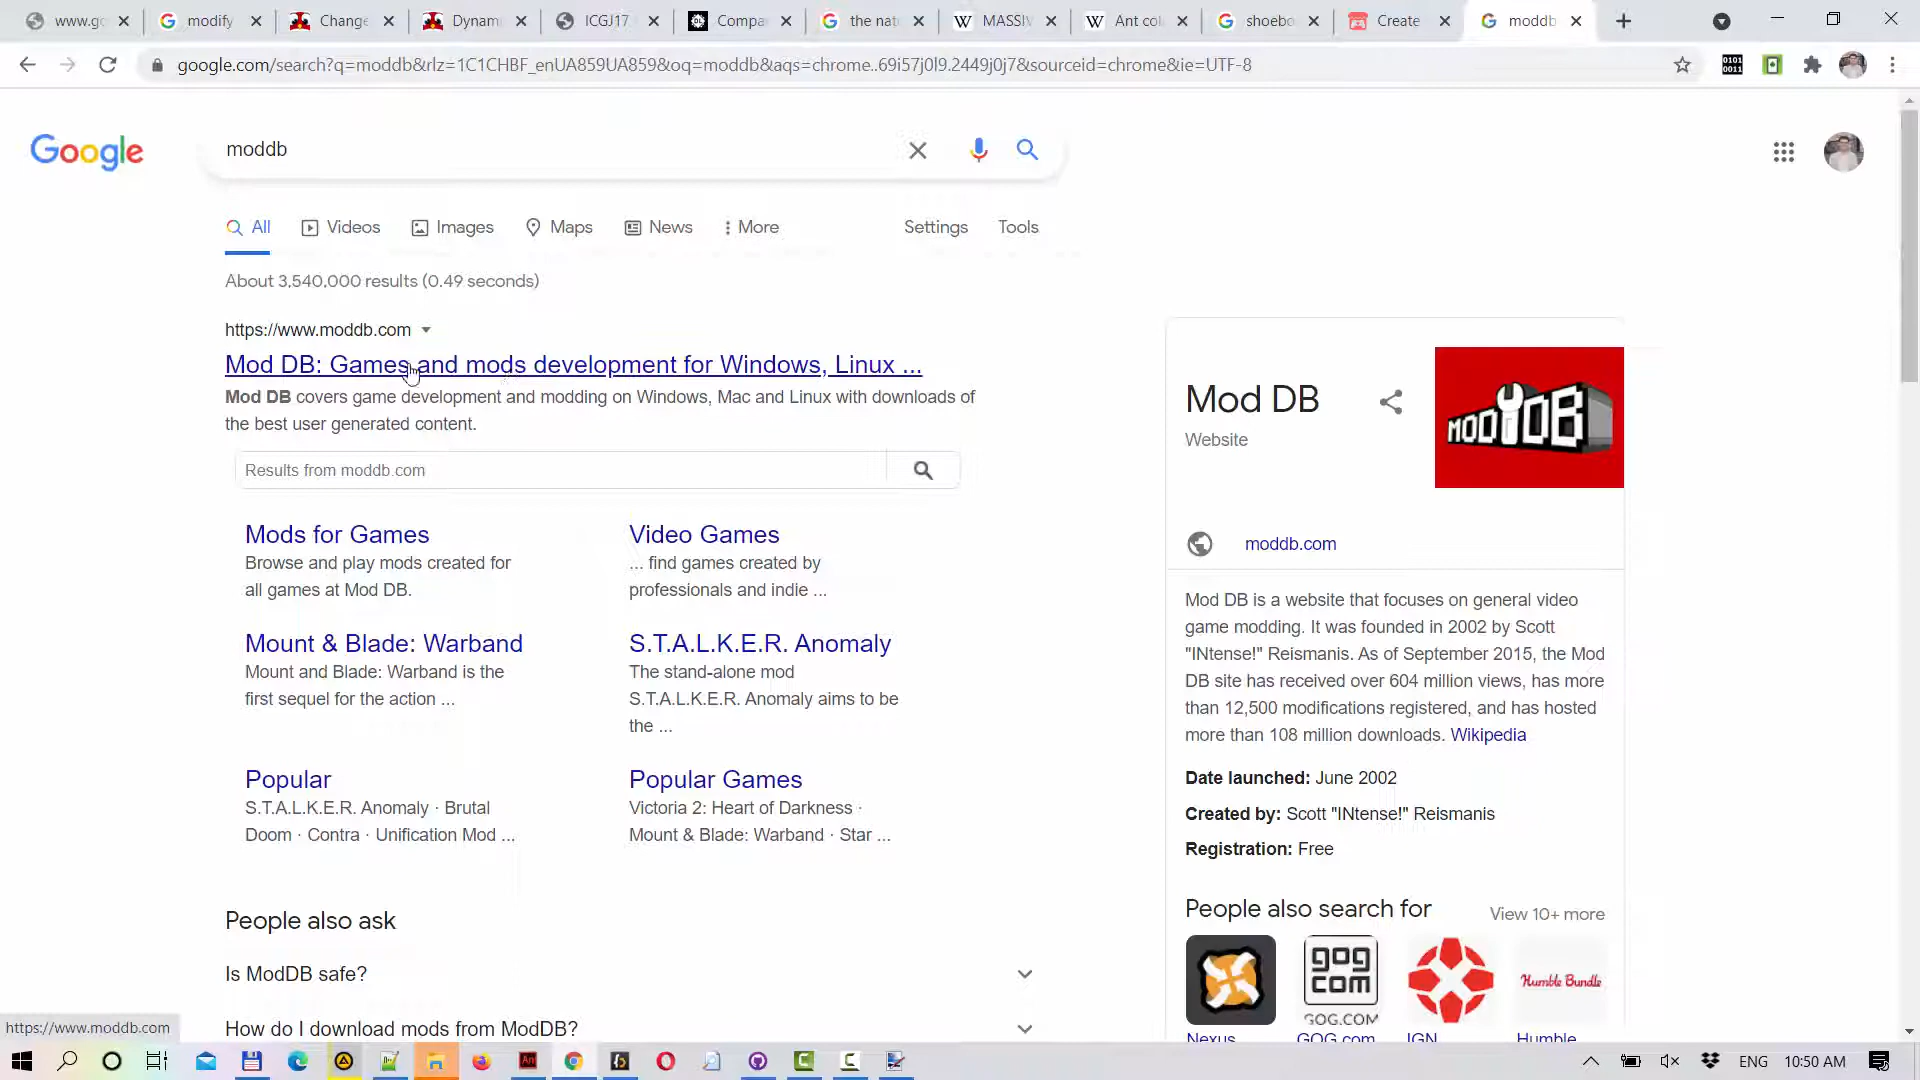 www.go
modify
Change
Dynam
ICGJ17
Compa
the nat
MASSIV
Ant col
shoebo
Create
moddb
google.com/search?q=moddb&rlz=1C1CHBF_enUA859UA859&oq=moddb&aqs=chrome..69i57j0l9.2449j0j7&sourceid=chrome&ie=UTF-8
0101
0011
Google
moddb
All
Videos
Images
Maps
News
More
Settings
Tools
About 3,540,000 results (0.49 seconds)
https://www.moddb.com
Mod DB: Games and mods development for Windows, Linux ...
Mod DB covers game development and modding on Windows, Mac and Linux with downloads of
the best user generated content.
Results from moddb.com
Mods for Games
Browse and play mods created for
all games at Mod DB.
Video Games
... find games created by
professionals and indie ...
Mount & Blade: Warband
Mount and Blade: Warband is the
first sequel for the action ...
S.T.A.L.K.E.R. Anomaly
The stand-alone mod
S.T.A.L.K.E.R. Anomaly aims to be
the ...
Popular
S.T.A.L.K.E.R. Anomaly · Brutal
Doom · Contra · Unification Mod ...
Popular Games
Victoria 2: Heart of Darkness ·
Mount & Blade: Warband · Star ...
People also ask
Is ModDB safe?
How do I download mods from ModDB?
Mod DB
Website
MOD DB
moddb.com
Mod DB is a website that focuses on general video
game modding. It was founded in 2002 by Scott
"INtense!" Reismanis. As of September 2015, the Mod
DB site has received over 604 million views, has more
than 12,500 modifications registered, and has hosted
more than 108 million downloads. Wikipedia
Date launched: June 2002
Created by: Scott "INtense!" Reismanis
Registration: Free
People also search for
View 10+ more
gog
com
GOG.COM
Humble Bundle
Nexus
GOG.com
IGN
Humble
https://www.moddb.com
An
ENG
10:50 AM